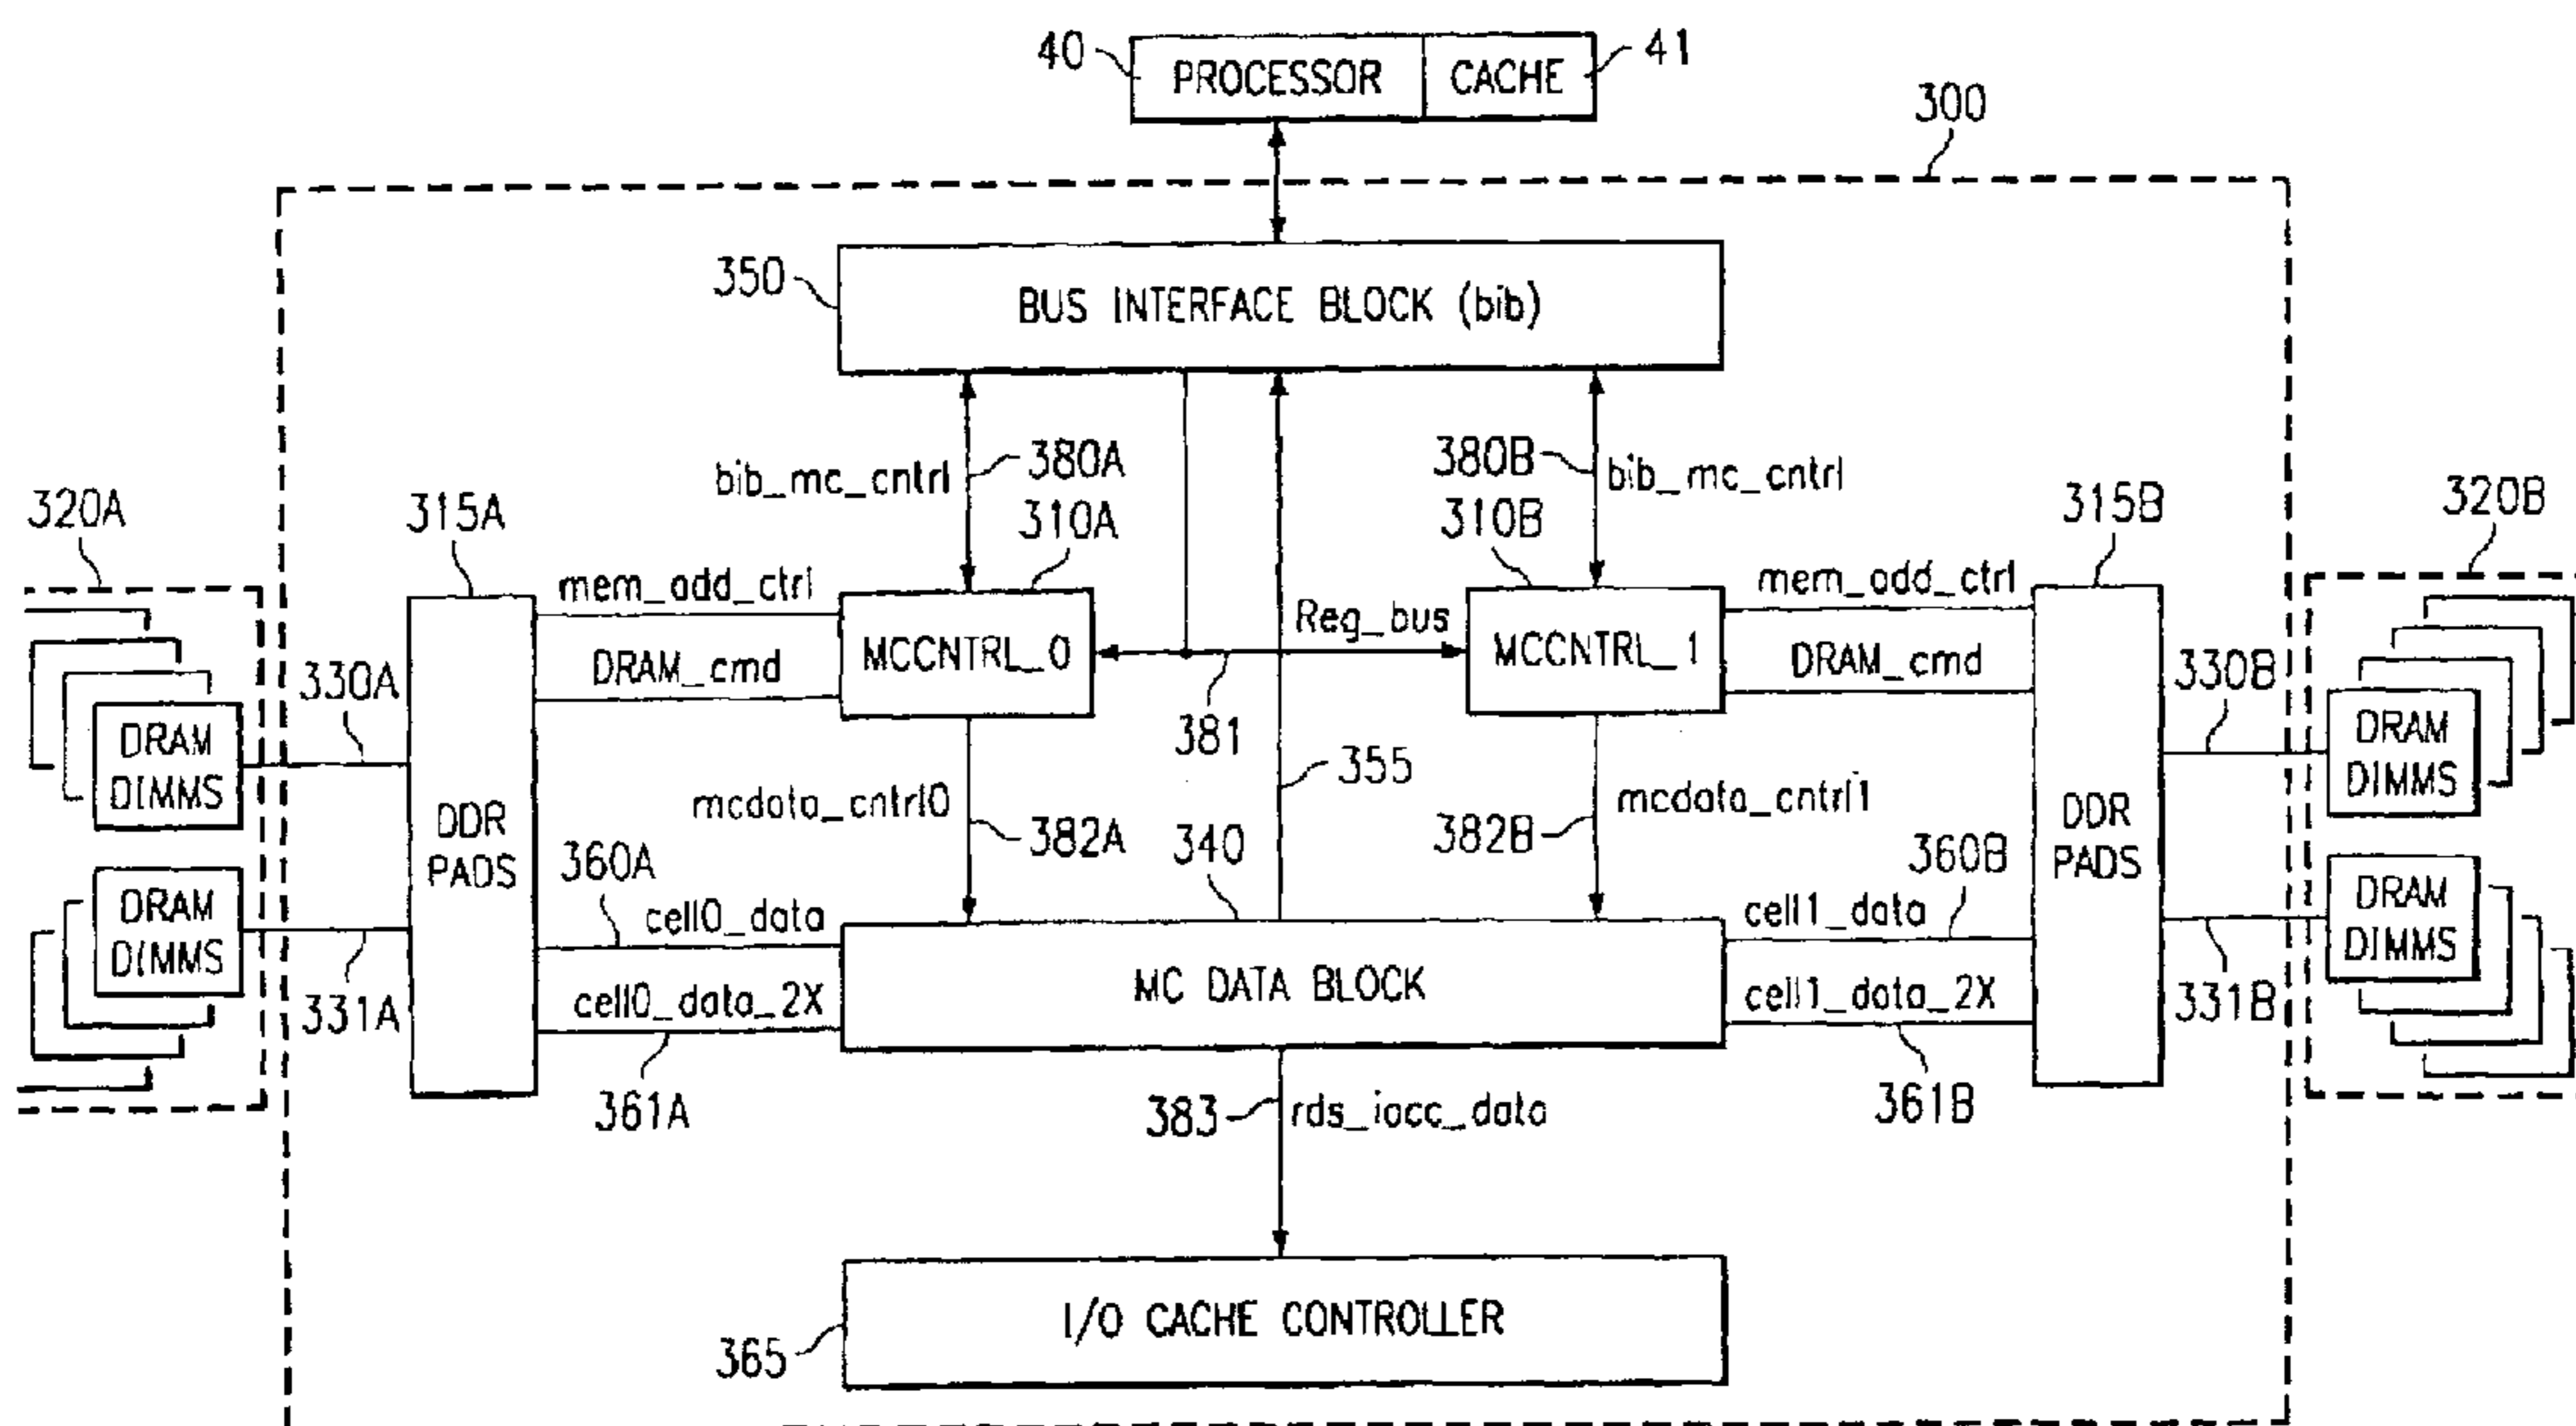 40 PROCESSOR CACHE 41
300
350 BUS INTERFACE BLOCK (bib)
bib_mc_cntrl 380A 380B bib_mc_cntrl
320A 315A 310A 310B 315B 320B
mem_add_ctrl mem_add_ctrl
MCCNTRL_0 Reg_bus MCCNTRL_1
DRAM_cmd DRAM_cmd
330A 330B
381
DRAM DIMMS DRAM DIMMS
355
mcdata_cntrl0 mcdata_cntrl1
DDR PADS DDR PADS
382A 340 382B
360A 360B
cell0_data cell1_data
DRAM DIMMS DRAM DIMMS
MC DATA BLOCK
cell0_data_2X cell1_data_2X
331A 331B
361A 361B
383 rds_iocc_data
I/O CACHE CONTROLLER
365